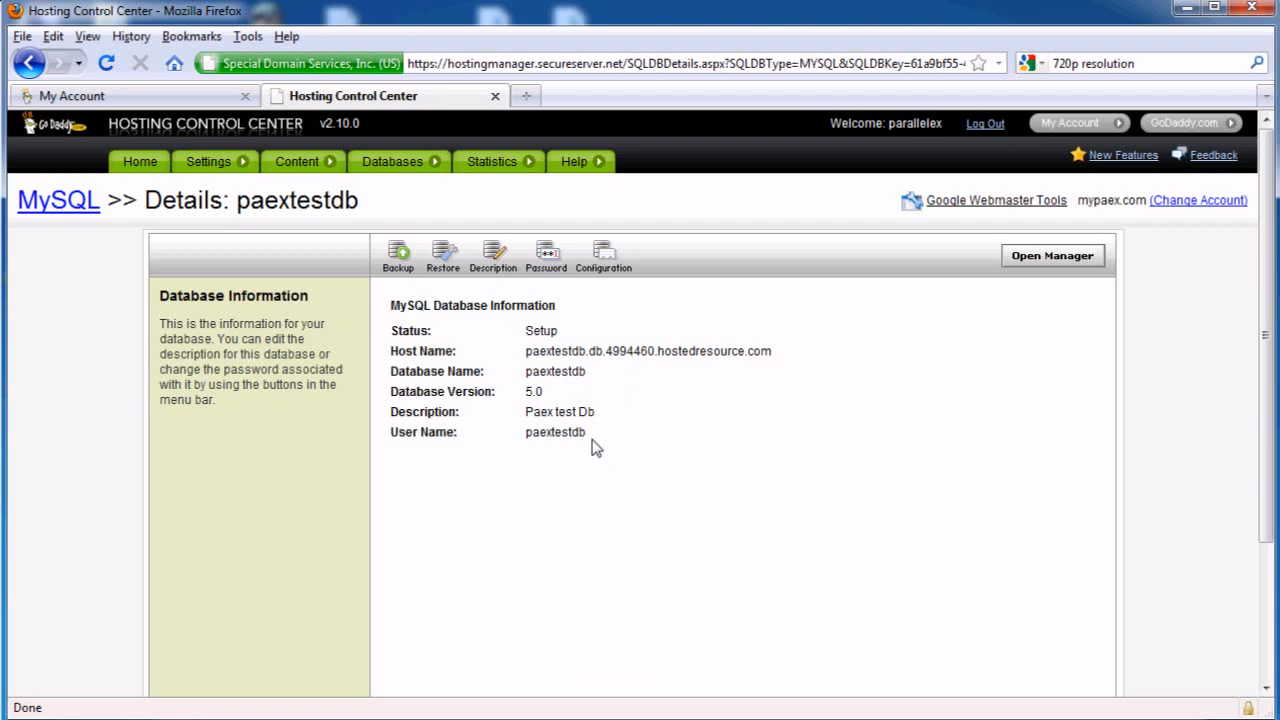 Hosting Control Center - Mozilla Firefox
File Edit View History Bookmarks Tools Help
Special Domain Services, Inc. (US) https://hostingmanager.secureserver.net/SQLDBDetails.aspx?SQLDBType=MYSQL&SQLDBKey=61a9bf55- 720p resolution
My Account Hosting Control Center
Go Daddy.com HOSTING CONTROL CENTER v2.10.0 Welcome: parallelex Log Out My Account GoDaddy.com
Home Settings Content Databases Statistics Help New Features Feedback
MySQL >> Details: paextestdb Google Webmaster Tools mypaex.com (Change Account)
Backup Restore Description Password Configuration Open Manager
Database Information
This is the information for your
database. You can edit the
description for this database or
change the password associated
with it by using the buttons in the
menu bar.
MySQL Database Information
Status: Setup
Host Name: paextestdb.db.4994460.hostedresource.com
Database Name: paextestdb
Database Version: 5.0
Description: Paex test Db
User Name: paextestdb
Done